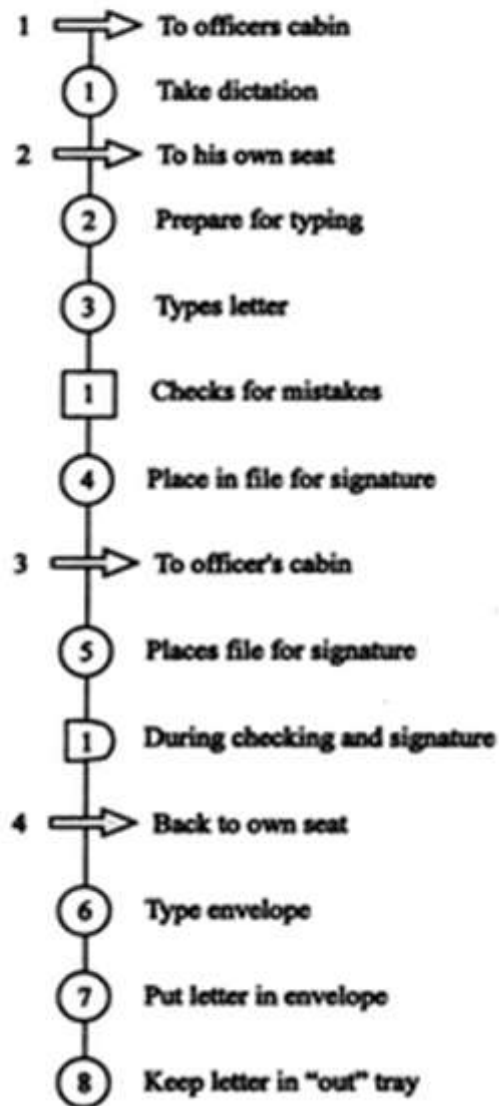 1 To officers cabin
1 Take dictation
2 To his own seat
2 Prepare for typing
3 Types letter
1 Checks for mistakes
4 Place in file for signature
3 To officer's cabin
5 Places file for signature
1 During checking and signature
4 Back to own seat
6 Type envelope
7 Put letter in envelope
8 Keep letter in "out" tray